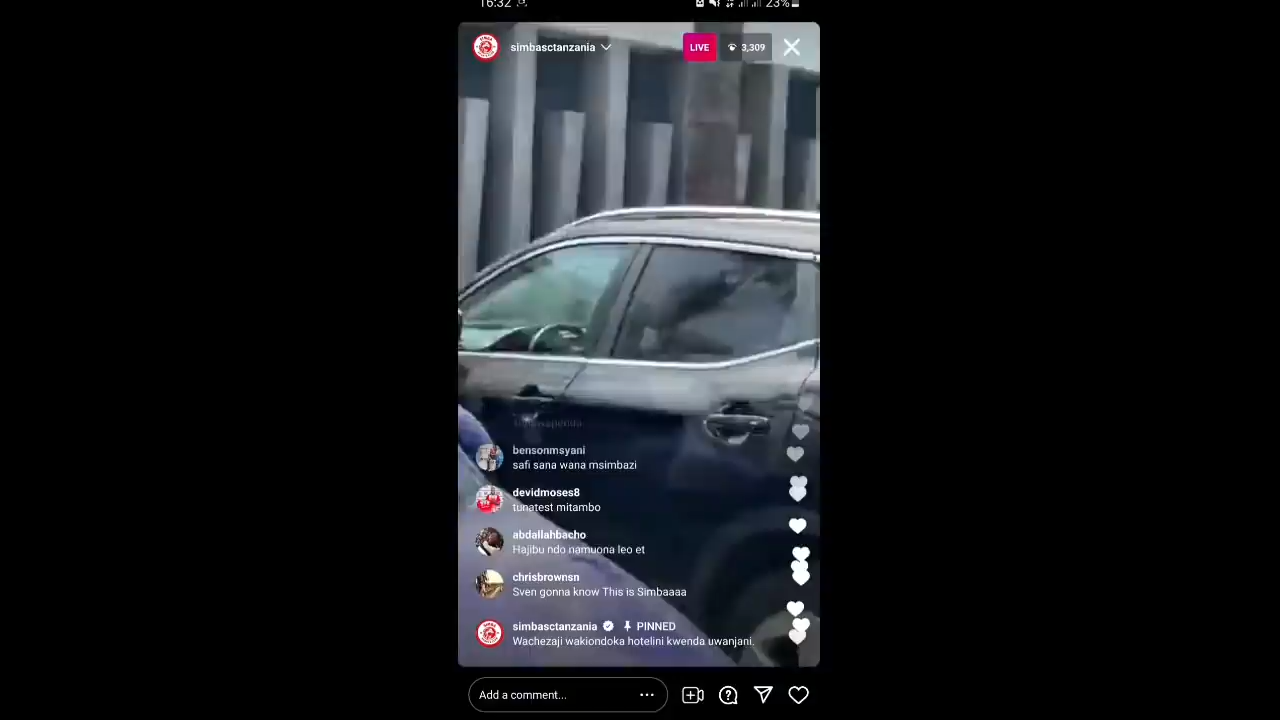 16:32
23%
simbasctanzania
LIVE
3,309
bensonmsyani
safi sana wana msimbazi
devidmoses8
tunatest mitambo
abdallahbacho
Hajibu ndo namuona leo et
chrisbrownsn
Sven gonna know This is Simbaaaa
simbasctanzania PINNED
Wachezaji wakiondoka hotelini kwenda uwanjani.
Add a comment...